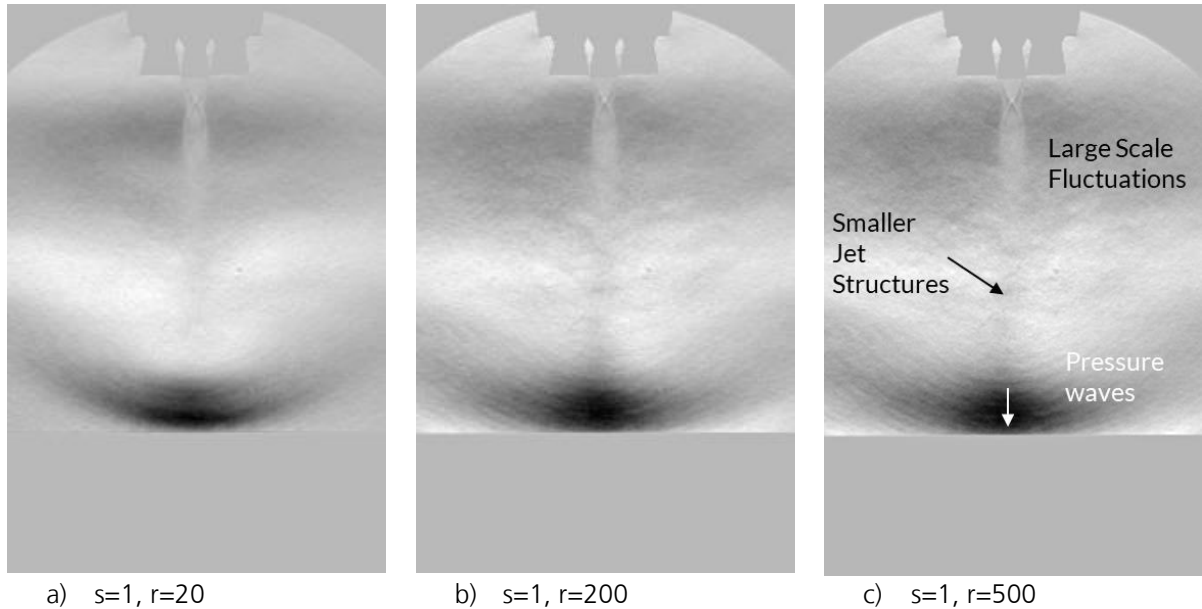 Large Scale
Fluctuations
Smaller
Jet
Structures
Pressure
waves
a) s=1, r=20
b) s=1, r=200
c) s=1, r=500